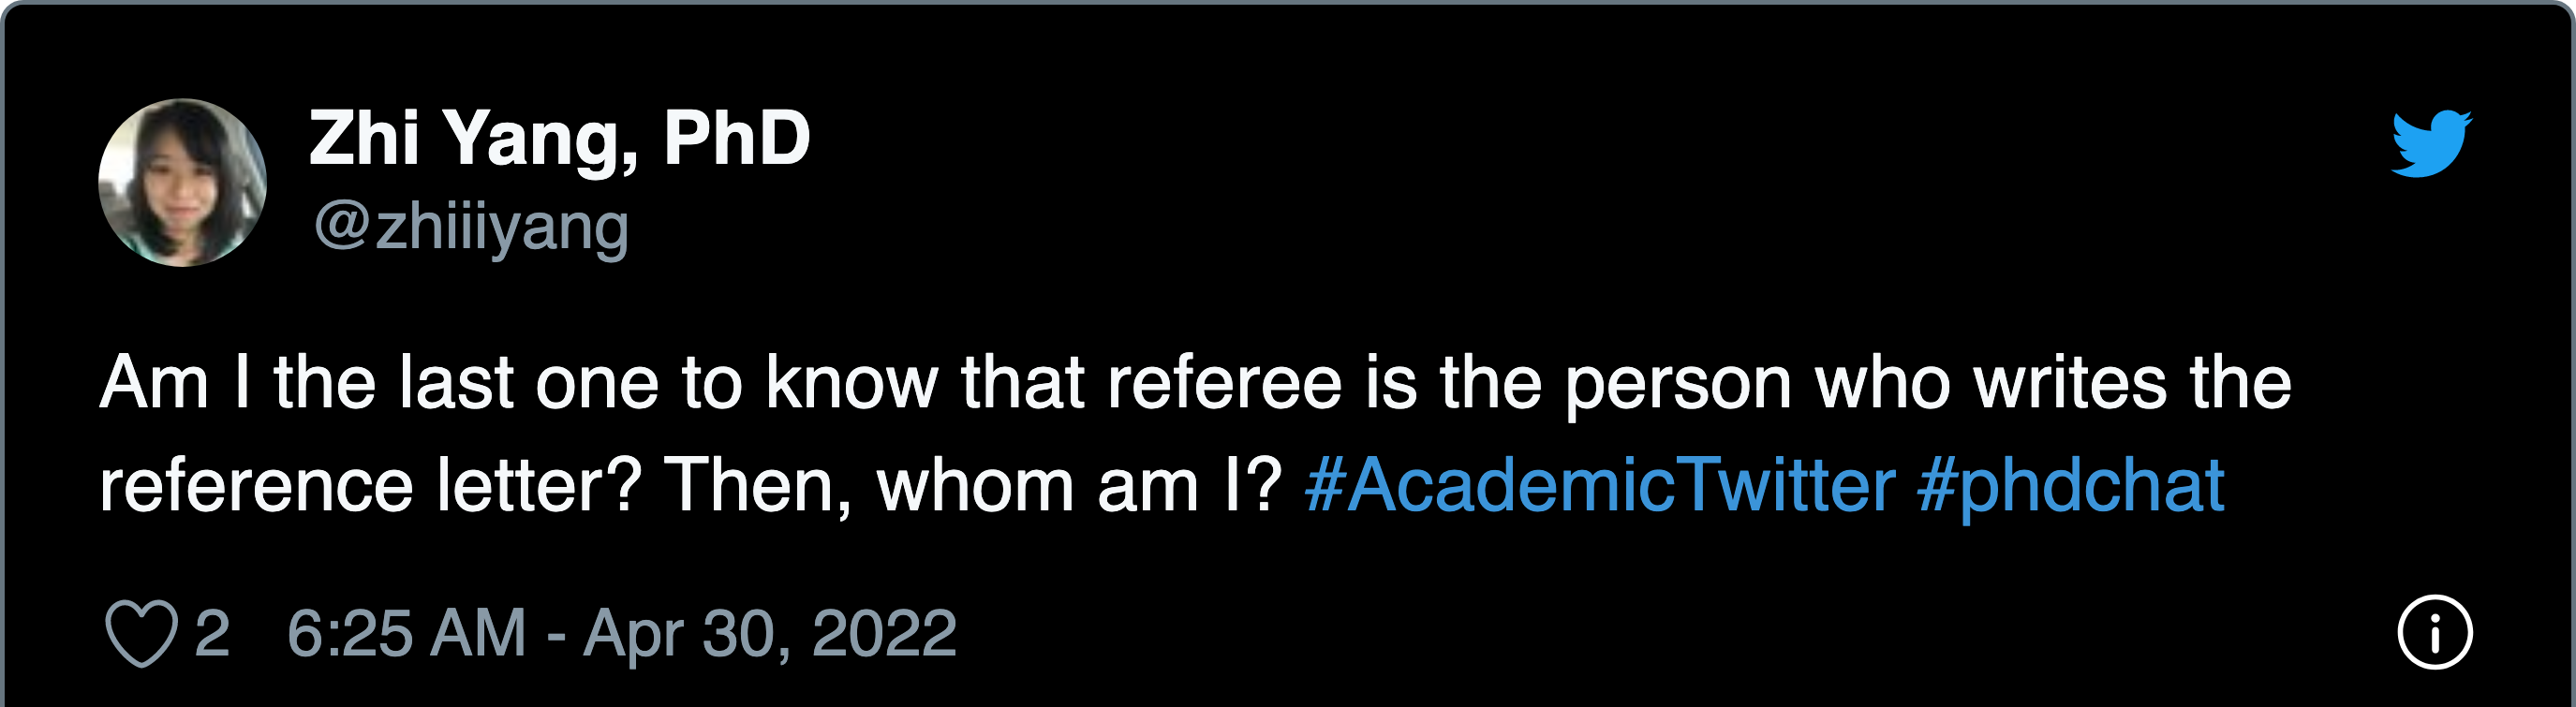 Zhi Yang, PhD
@zhiiiyang
Am I the last one to know that referee is the person who writes the
reference letter? Then, whom am I? #AcademicTwitter #phdchat
2 6:25 AM - Apr 30, 2022